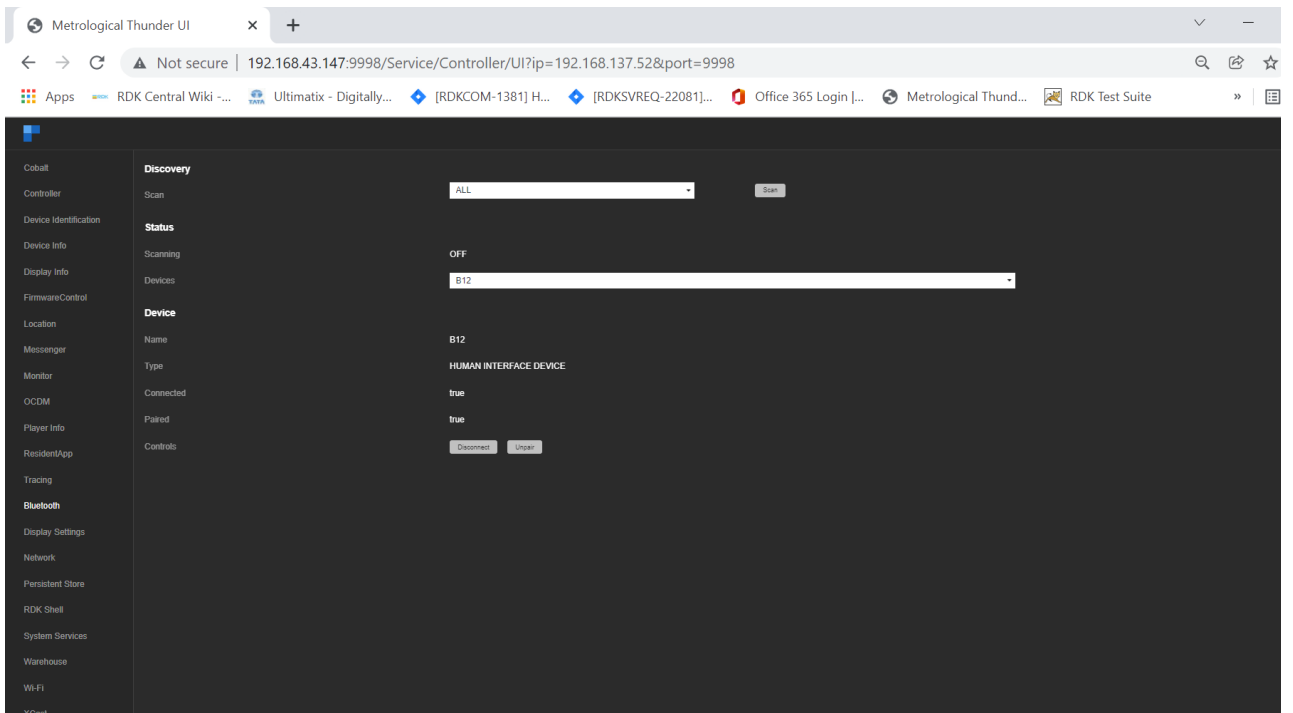 Metrological Thunder UI
Not secure | 192.168.43.147:9998/Service/Controller/UI?ip=192.168.137.52&port=9998
Apps RDK Central Wiki -... TATA Ultimatix - Digitally... [RDKCOM-1381] H... [RDKSVREQ-22081]... Office 365 Login |... Metrological Thund... RDK Test Suite »
Cobalt
Controller
Device Identification
Device Info
Display Info
FirmwareControl
Location
Messenger
Monitor
OCDM
Player Info
ResidentApp
Tracing
Bluetooth
Display Settings
Network
Persistent Store
RDK Shell
System Services
Warehouse
Wi-Fi
Discovery
Scan ALL Scan
Status
Scanning OFF
Devices B12
Device
Name B12
Type HUMAN INTERFACE DEVICE
Connected true
Paired true
Controls Disconnect Unpair